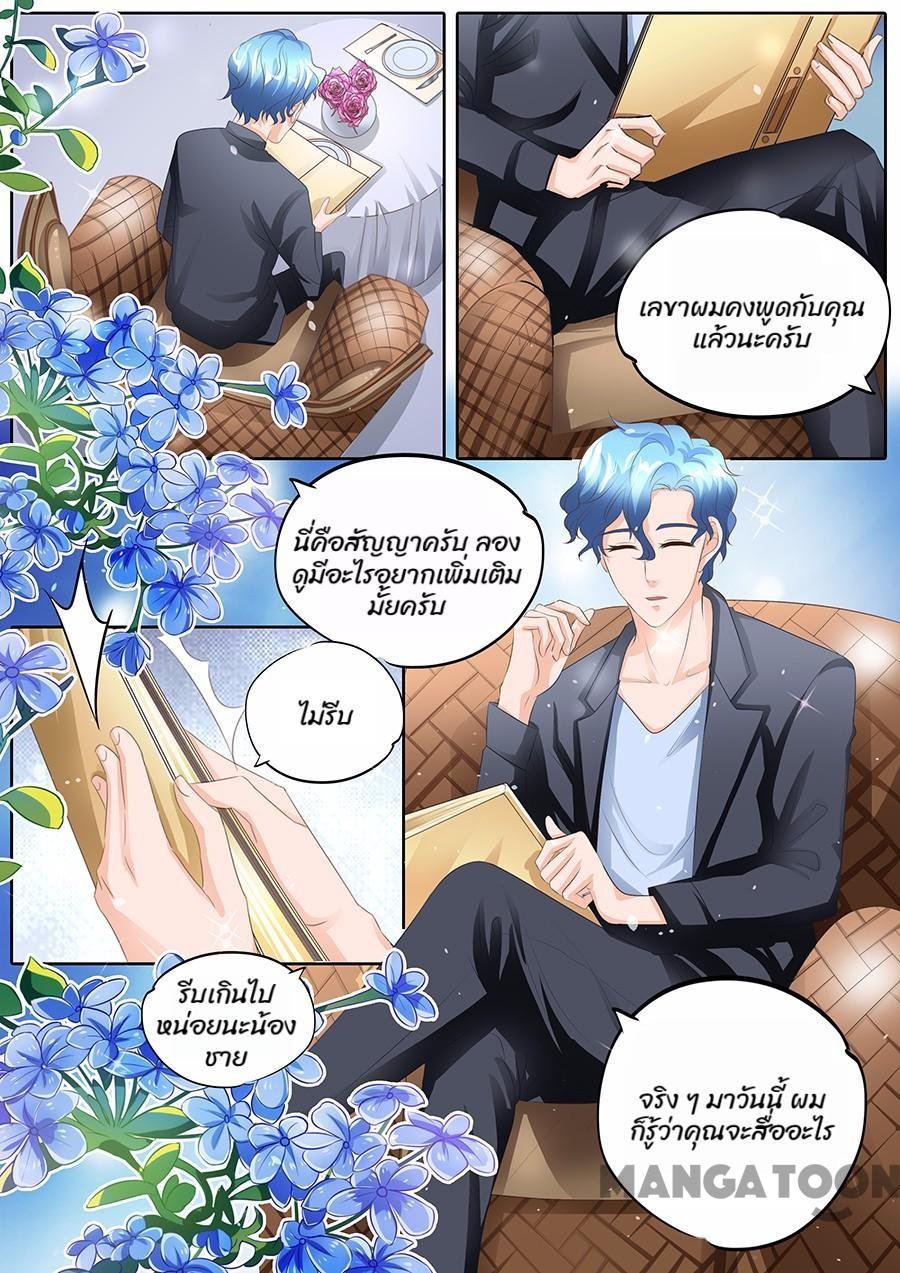 เลขาผมคงพูดกับคุณ
แล้วนะครับ
นี่คือสัญญาครับ ลอง
ดูมีอะไรอยากเพิ่มเติม
มั้ยครับ
ไม่รีบ
รีบเกินไป
หน่อยนะน้อง
ชาย
จริง ๆ มาวันนี้ ผม
ก็รู้ว่าคุณจะสื่ออะไร
MANGATOON